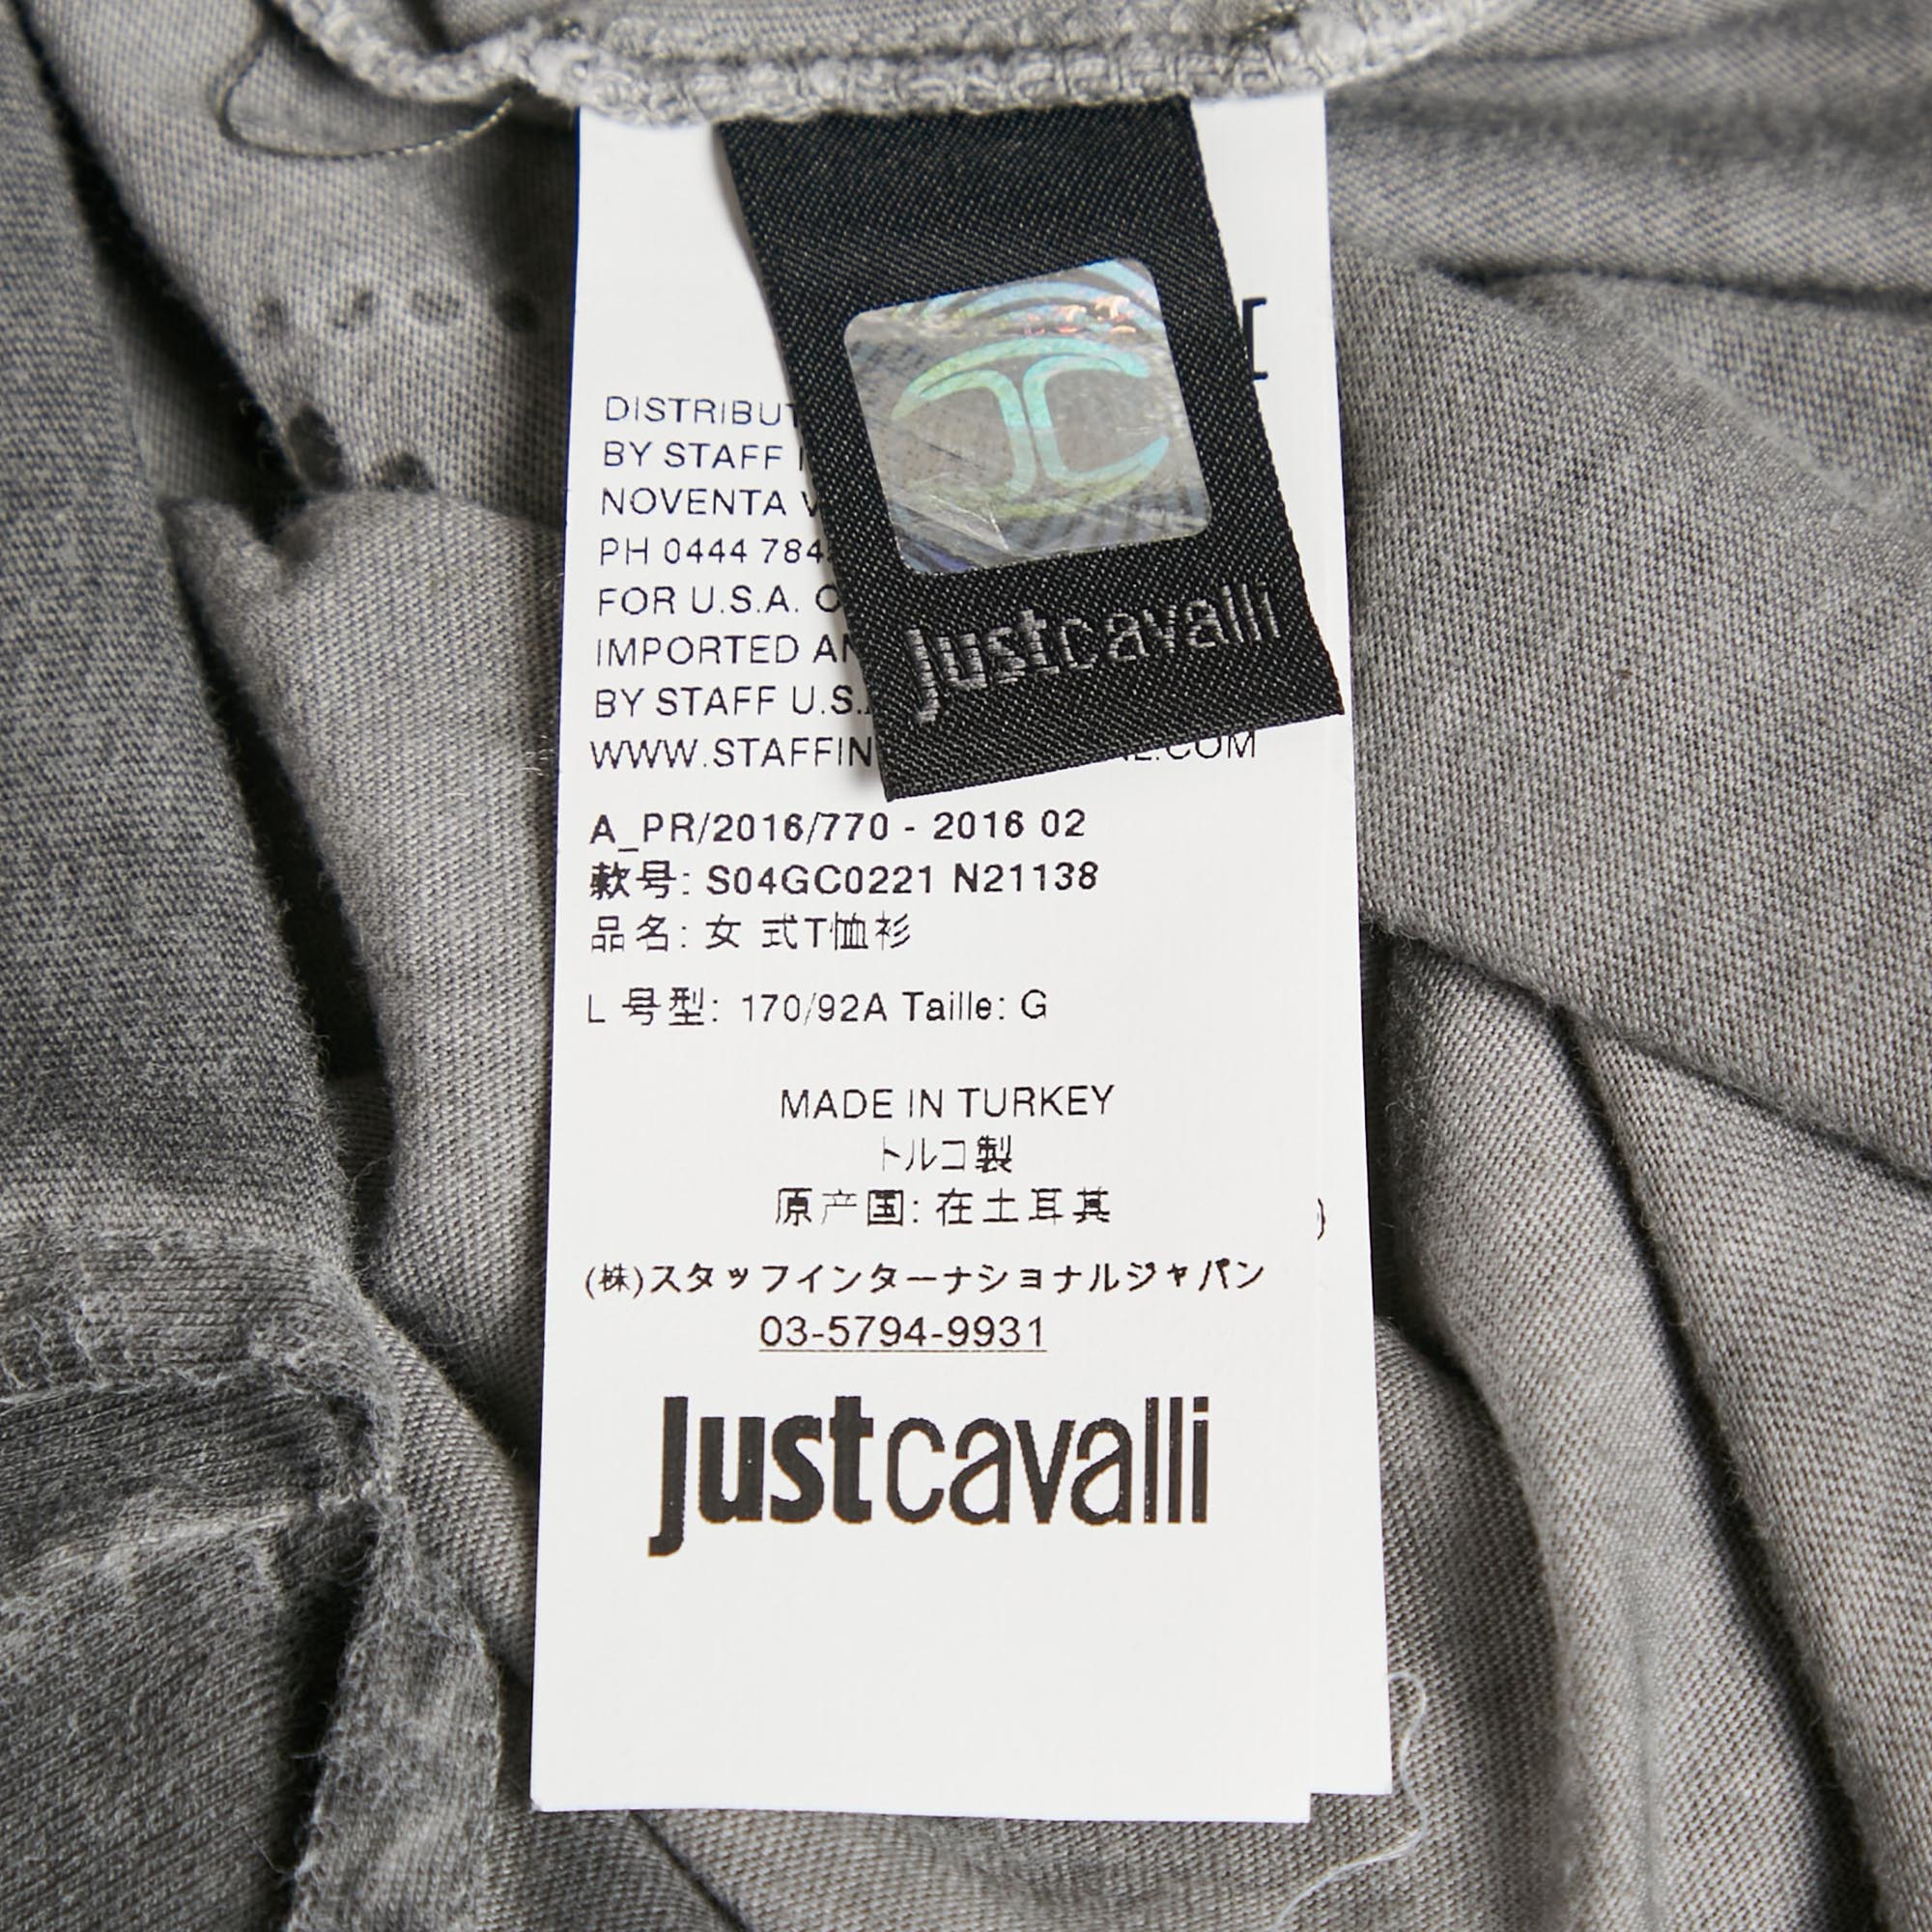 DISTRIBUT
BY STAFF
NOVENTA
PH 0444 784
FOR U.S.A.
IMPORTED AN
BY STAFF U.S.
WWW.STAFFIN
.COM
justcavalli
A_PR/2016/770 - 2016 02
款号: S04GC0221 N21138
品名: 女 式T恤衫
L 号型: 170/92A Taille: G
MADE IN TURKEY
トルコ製
原产国: 在土耳其
(株)スタッフインターナショナルジャパン
03-5794-9931
justcavalli